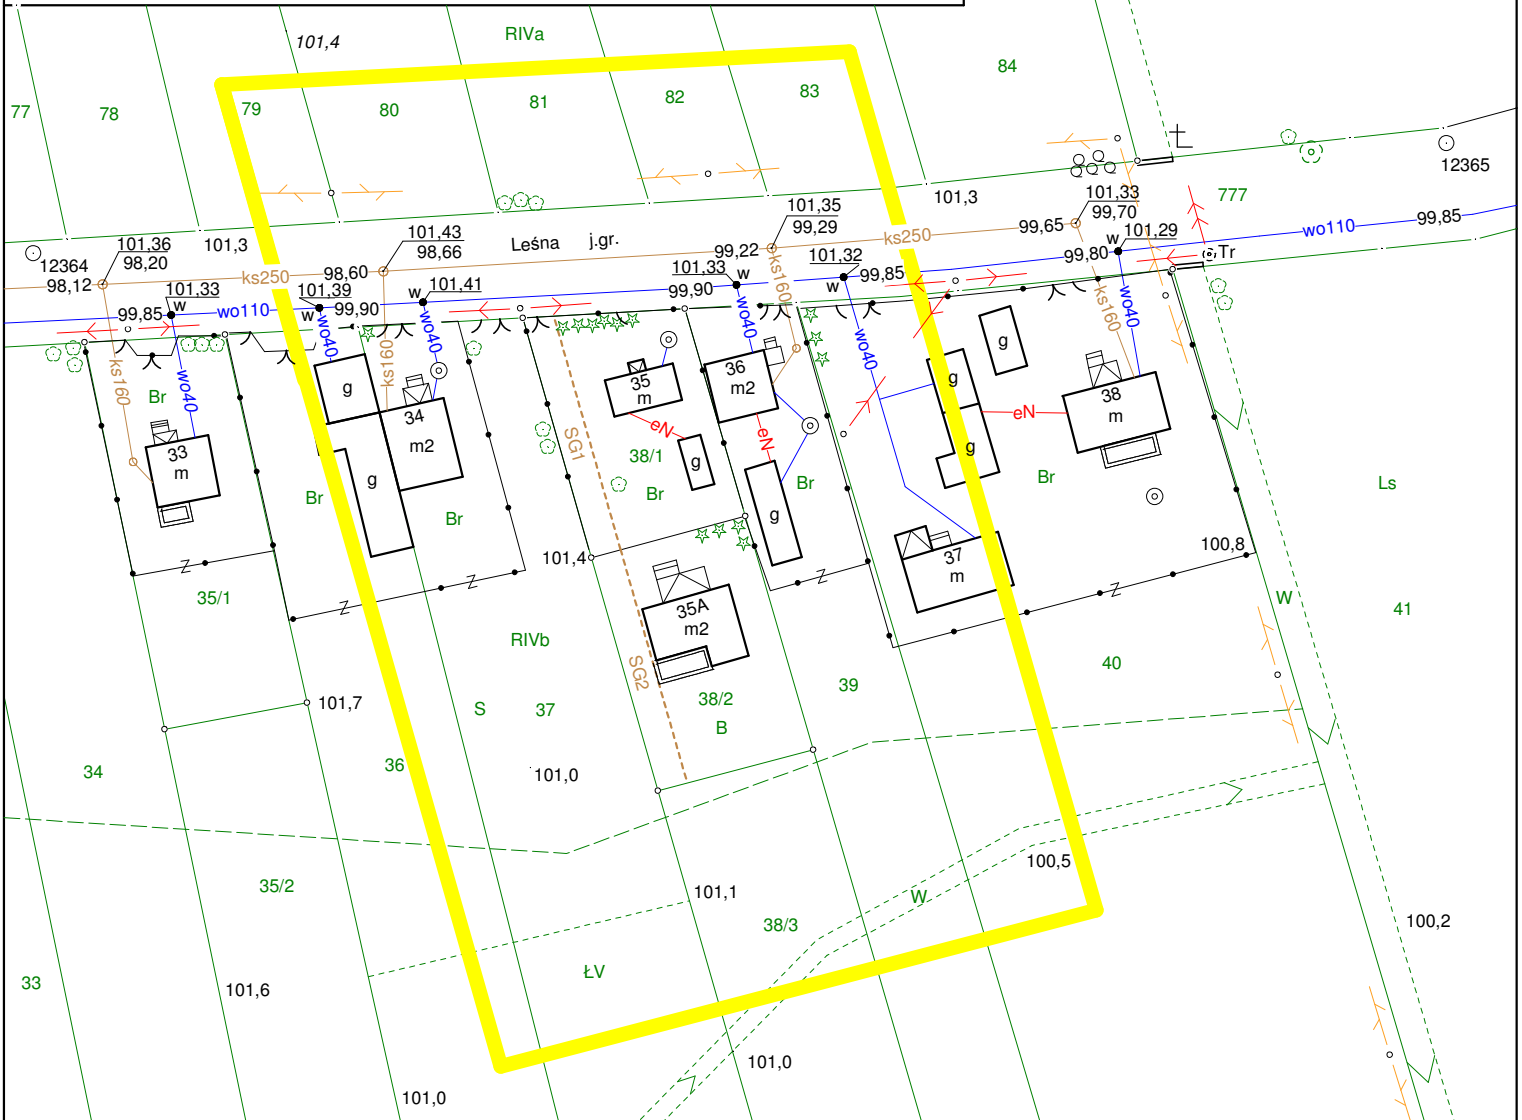 101,4
RIVa
84
77
78
79
80
81
82
83
12365
777
101,3
101,33
99,70
99,65
101,35
99,29
99,22
ks250
101,43
98,66
Leśna j.gr.
98,60
101,36
98,20
101,3
12364
98,12
ks250
wo110
99,85
101,29
w
99,80
Tr
101,32
w
99,85
101,33
w
99,90
101,41
w
101,39
w
99,90
wo110
101,33
w
99,85
ks160
wo40
wo40
ks160
wo40
wo40
ks160
wo40
ks160
wo40
Br
33
m
g
34
m2
g
Br
Br
SG1
35
m
eN
38/1
Br
g
36
m2
eN
g
Br
g
g
g
eN
38
m
Br
37
m
Ls
100,8
101,4
Z
Z
Z
Z
35/1
RIVb
35A
m2
SG2
38/2
B
39
40
W
41
101,7
S
37
36
34
101,0
35/2
101,1
38/3
W
100,5
100,2
ŁV
33
101,6
101,0
101,0